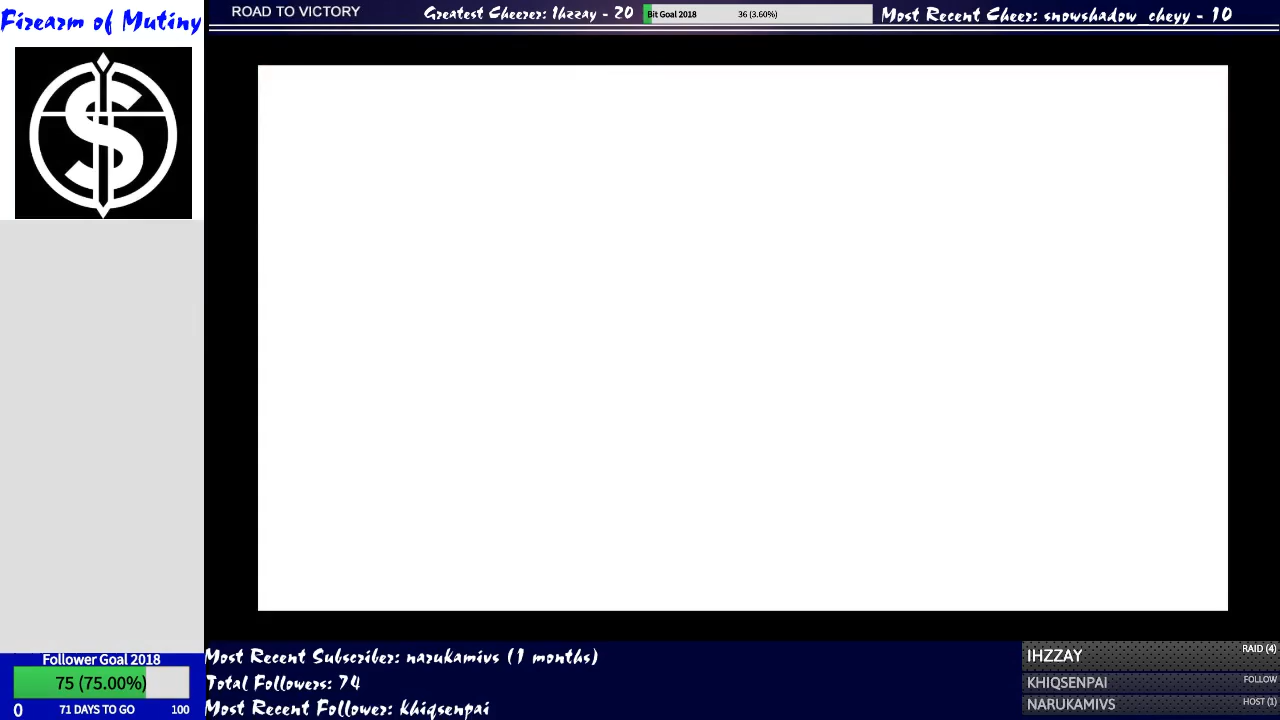 Firearm of Mutiny
ROAD TO VICTORY
Greatest Cheerer: Ihzzay - 20
Bit Goal 2018
36 (3.60%)
Most Recent Cheer: snowshadow_cheyy - 10
Follower Goal 2018
75 (75.00%)
0
71 DAYS TO GO
100
Most Recent Subscriber: narukamivs (1 months)
Total Followers: 74
Most Recent Follower: khiqsenpai
IHZZAY
RAID (4)
KHIQSENPAI
FOLLOW
NARUKAMIVS
HOST (1)